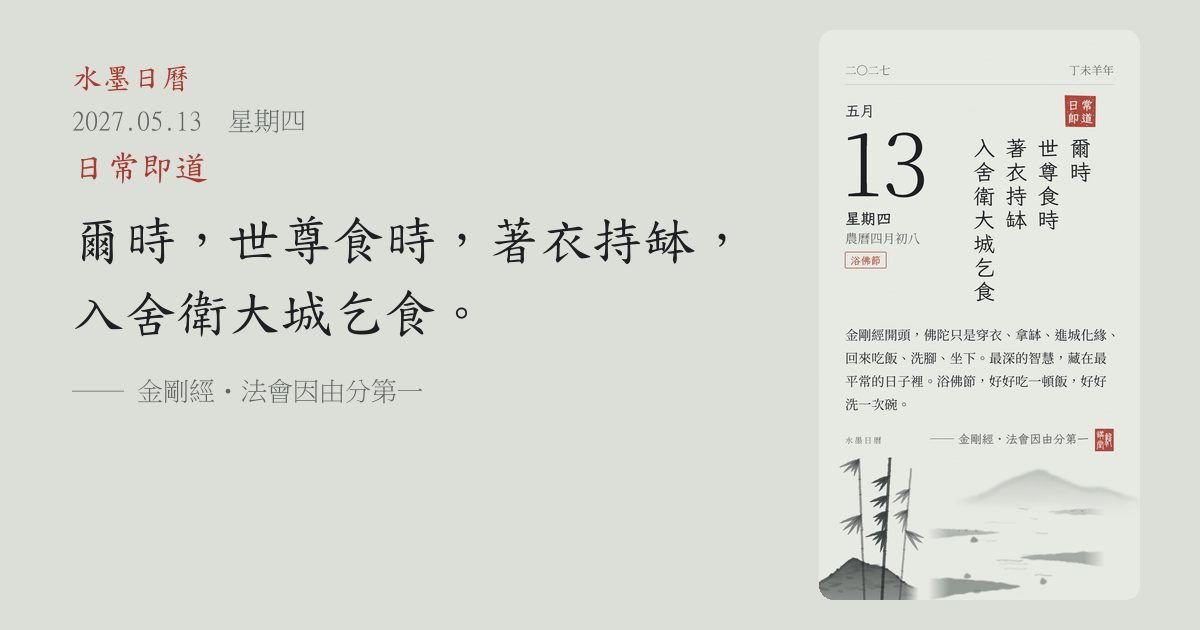 水墨日曆
2027.05.13 星期四
日常即道
爾時，世尊食時，著衣持缽，
入舍衛大城乞食。
—— 金剛經・法會因由分第一
二〇二七
丁未羊年
五月
13
星期四
農曆四月初八
浴佛節
日常
即道
爾時
世尊食時
著衣持缽
入舍衛大城乞食
金剛經開頭，佛陀只是穿衣、拿缽、進城化緣、
回來吃飯、洗腳、坐下。最深的智慧，藏在最
平常的日子裡。浴佛節，好好吃一頓飯，好好
洗一次碗。
水墨日曆
—— 金剛經・法會因由分第一